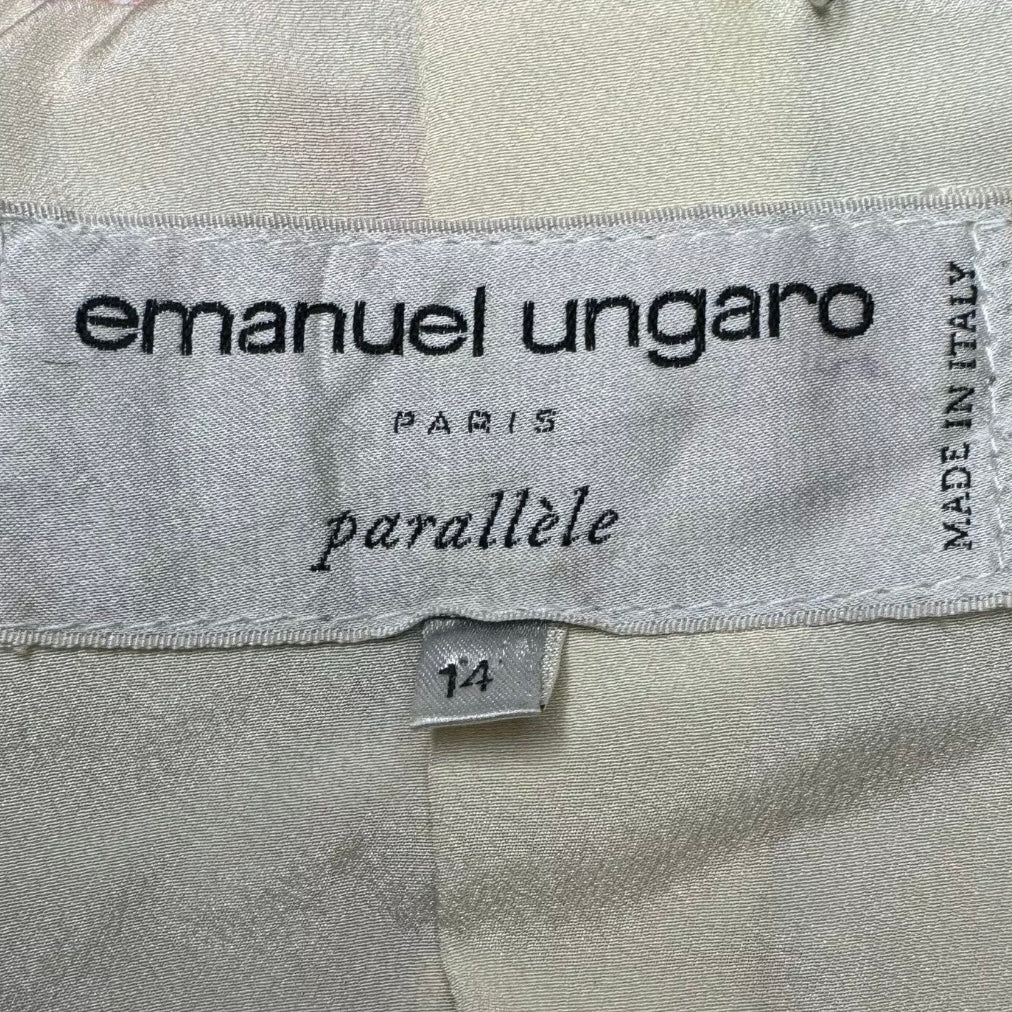 emanuel ungaro
PARIS
parallèle
MADE IN ITALY
14